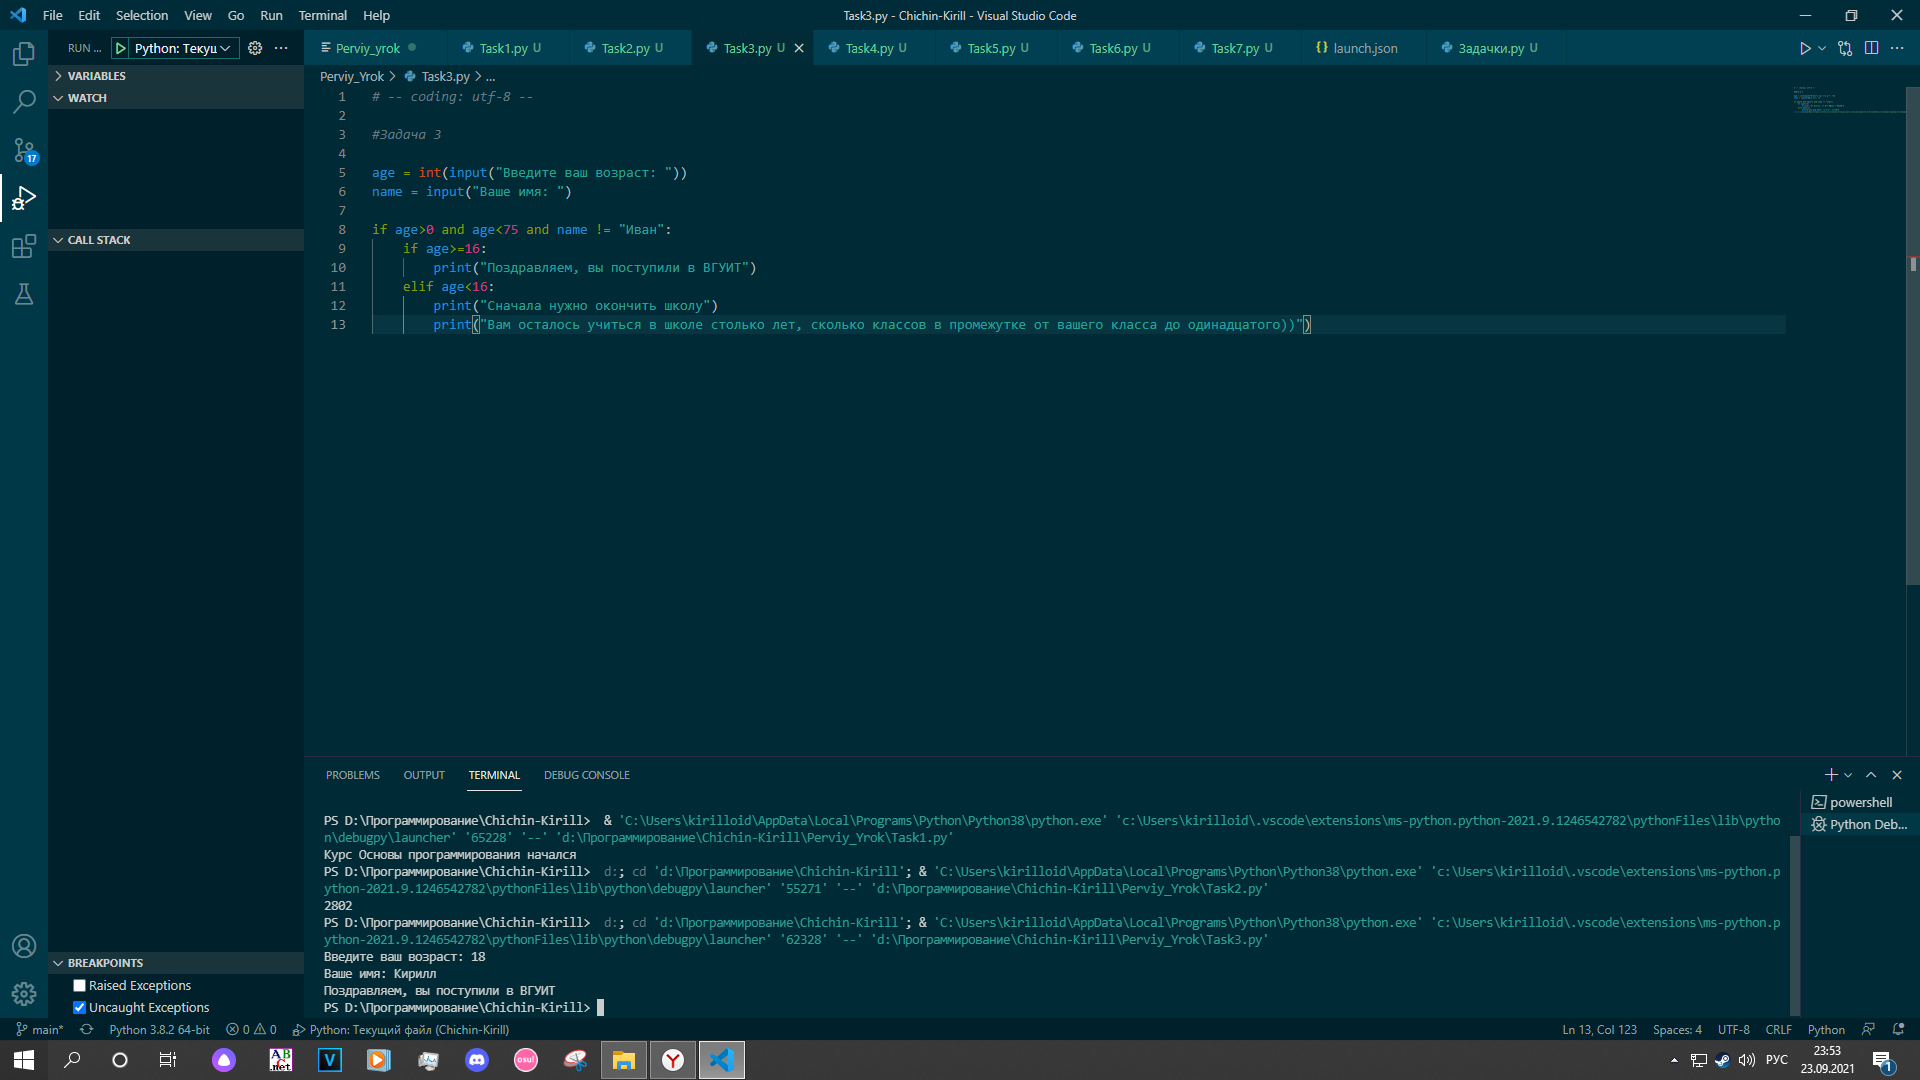 File Edit Selection View Go Run Terminal Help
Task3.py - Chichin-Kirill - Visual Studio Code
RUN ... Python: Текущ
Perviy_yrok Task1.py U Task2.py U Task3.py U Task4.py U Task5.py U Task6.py U Task7.py U {} launch.json Задачки.py U
VARIABLES
WATCH
17
CALL STACK
BREAKPOINTS
Raised Exceptions
Uncaught Exceptions
Perviy_Yrok > Task3.py > ...
1 # -- coding: utf-8 --
2
3 #Задача 3
4
5 age = int(input("Введите ваш возраст: "))
6 name = input("Ваше имя: ")
7
8 if age>0 and age<75 and name != "Иван":
9     if age>=16:
10         print("Поздравляем, вы поступили в ВГУИТ")
11     elif age<16:
12         print("Сначала нужно окончить школу")
13         print("Вам осталось учиться в школе столько лет, сколько классов в промежутке от вашего класса до одинадцатого))")
PROBLEMS OUTPUT TERMINAL DEBUG CONSOLE
powershell
Python Deb...
PS D:\Программирование\Chichin-Kirill>  & 'C:\Users\kirilloid\AppData\Local\Programs\Python\Python38\python.exe' 'c:\Users\kirilloid\.vscode\extensions\ms-python.python-2021.9.1246542782\pythonFiles\lib\pytho
n\debugpy\launcher' '65228' '--' 'd:\Программирование\Chichin-Kirill\Perviy_Yrok\Task1.py'
Курс Основы программирования начался
PS D:\Программирование\Chichin-Kirill>  d:; cd 'd:\Программирование\Chichin-Kirill'; & 'C:\Users\kirilloid\AppData\Local\Programs\Python\Python38\python.exe' 'c:\Users\kirilloid\.vscode\extensions\ms-python.p
ython-2021.9.1246542782\pythonFiles\lib\python\debugpy\launcher' '55271' '--' 'd:\Программирование\Chichin-Kirill\Perviy_Yrok\Task2.py'
2802
PS D:\Программирование\Chichin-Kirill>  d:; cd 'd:\Программирование\Chichin-Kirill'; & 'C:\Users\kirilloid\AppData\Local\Programs\Python\Python38\python.exe' 'c:\Users\kirilloid\.vscode\extensions\ms-python.p
ython-2021.9.1246542782\pythonFiles\lib\python\debugpy\launcher' '62328' '--' 'd:\Программирование\Chichin-Kirill\Perviy_Yrok\Task3.py'
Введите ваш возраст: 18
Ваше имя: Кирилл
Поздравляем, вы поступили в ВГУИТ
PS D:\Программирование\Chichin-Kirill>
main* Python 3.8.2 64-bit 0 0 Python: Текущий файл (Chichin-Kirill)
Ln 13, Col 123 Spaces: 4 UTF-8 CRLF Python
ABC .net V osu! Y РУС
23:53
23.09.2021
1